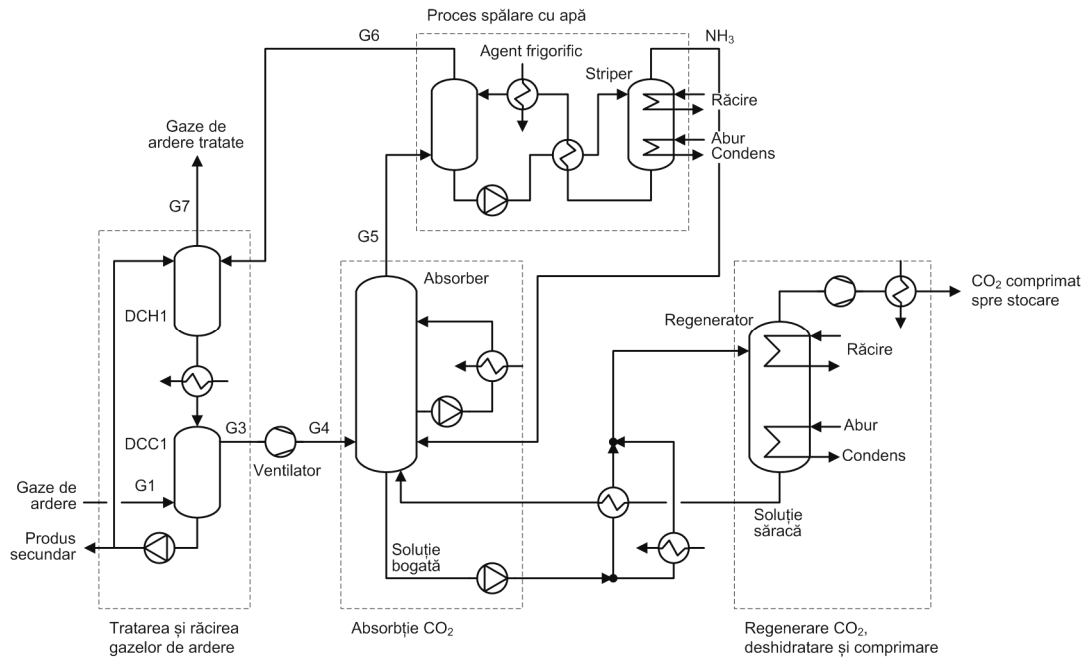 Proces spălare cu apă
G6
NH₃
Agent frigorific
Striper
Răcire
Abur
Condens
Gaze de
ardere tratate
G7
G5
Absorber
CO₂ comprimat
spre stocare
Regenerator
DCH1
Răcire
DCC1
G3
G4
Ventilator
Abur
Condens
Gaze de
ardere
G1
Produs
secundar
Soluție
bogată
Soluție
săracă
Tratarea și răcirea
gazelor de ardere
Absorbție CO₂
Regenerare CO₂,
deshidratare și comprimare